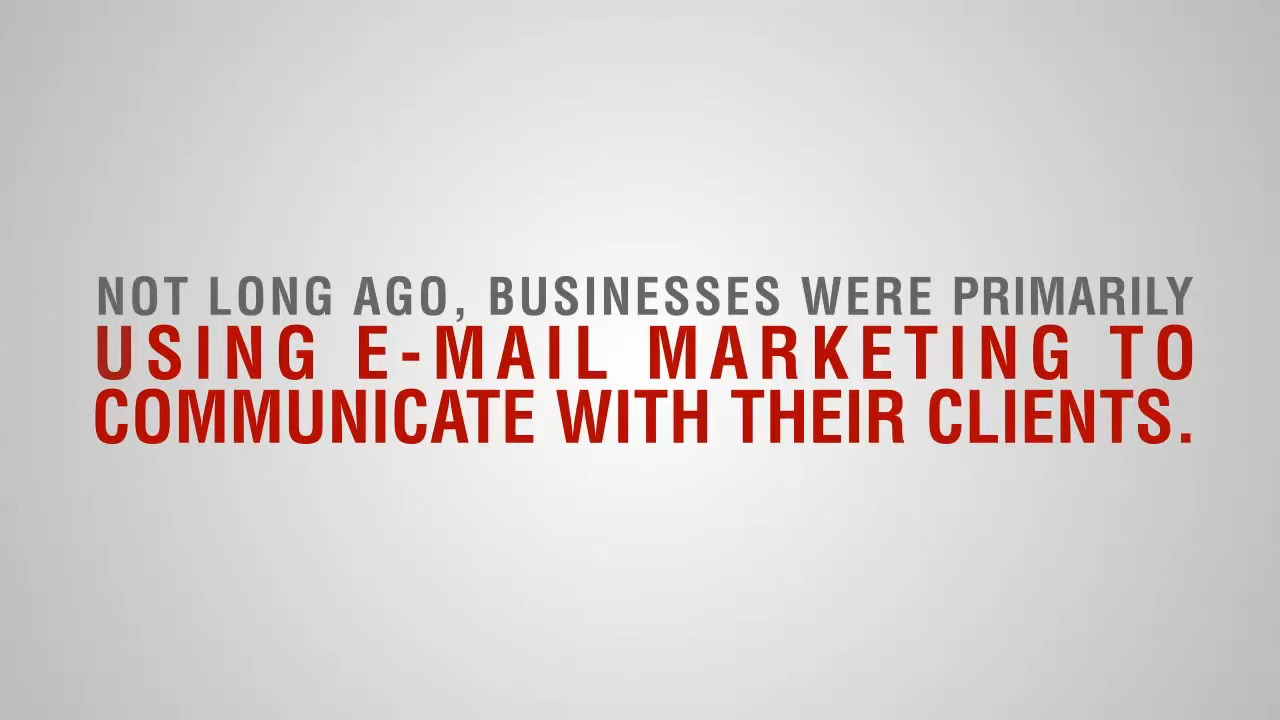 NOT LONG AGO, BUSINESSES WERE PRIMARILY
USING E-MAIL MARKETING TO
COMMUNICATE WITH THEIR CLIENTS.